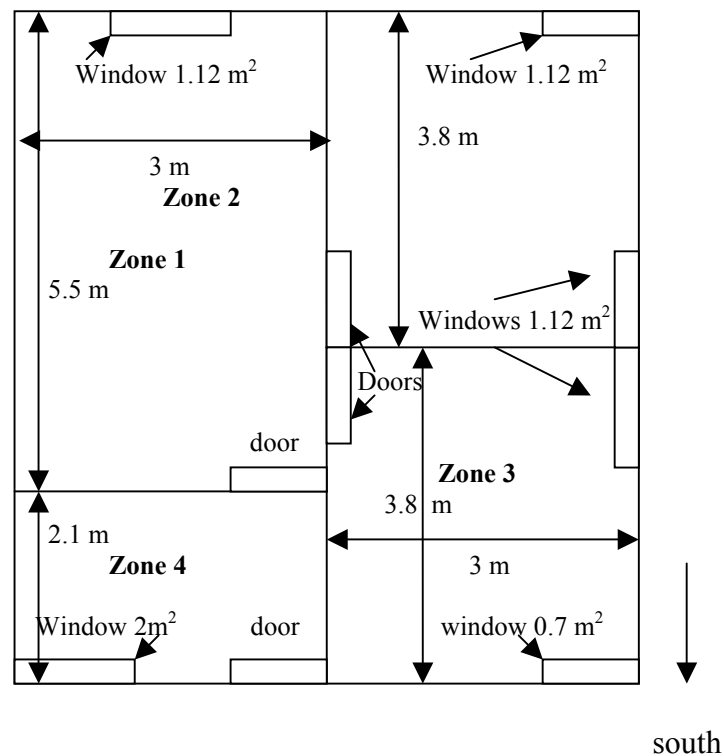 Window 1.12 m²
Window 1.12 m²
3.8 m
3 m
Zone 2
Zone 1
5.5 m
Windows 1.12 m²
Doors
door
Zone 3
3.8 m
2.1 m
Zone 4
3 m
Window 2m²
door
window 0.7 m²
south